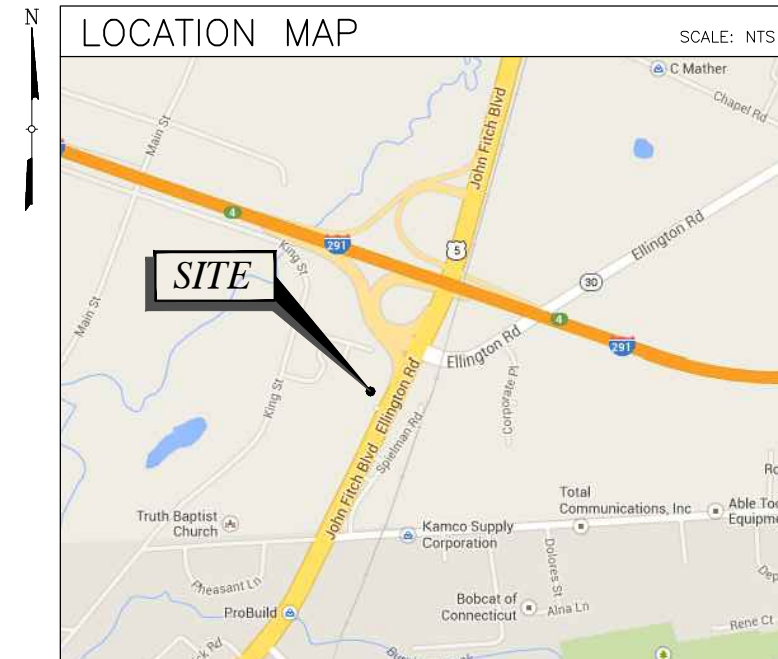 N
LOCATION MAP
SCALE: NTS
C Mather
Chapel Rd
John Fitch Blvd
Main St
4
291
King St
5
Ellington Rd
30
SITE
Main St
4
291
Ellington Rd
Ellington Rd
Corporate Pl
King St
Spielman Rd
John Fitch Blvd
Total
Communications, Inc
Able Too
Equipme
Truth Baptist
Church
Kamco Supply
Corporation
Dolores St
Pheasant Ln
Bobcat of
Connecticut
Alna Ln
ProBuild
Rene Ct